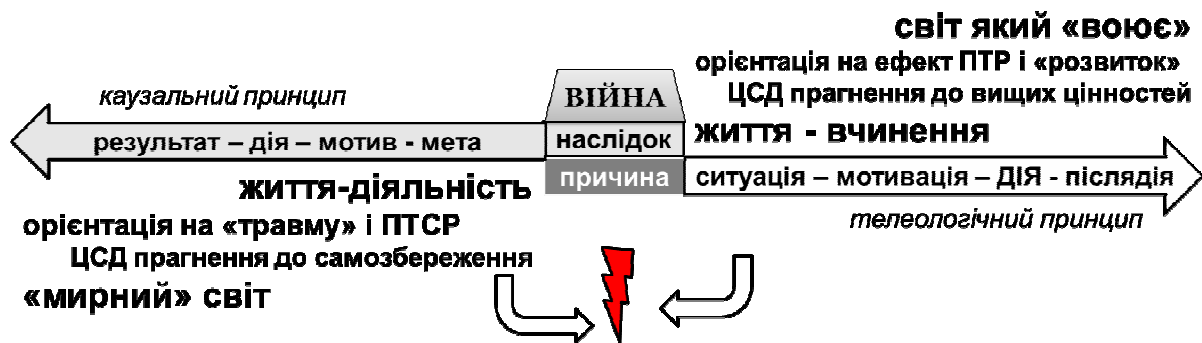 світ який «воює»
орієнтація на ефект ПТР і «розвиток»
ЦСД прагнення до вищих цінностей
каузальний принцип
ВІЙНА
життя - вчинення
результат – дія – мотив - мета
наслідок
причина
ситуація – мотивація – ДІЯ - післядія
життя-діяльність
орієнтація на «травму» і ПТСР
телеологічний принцип
ЦСД прагнення до самозбереження
«мирний» світ